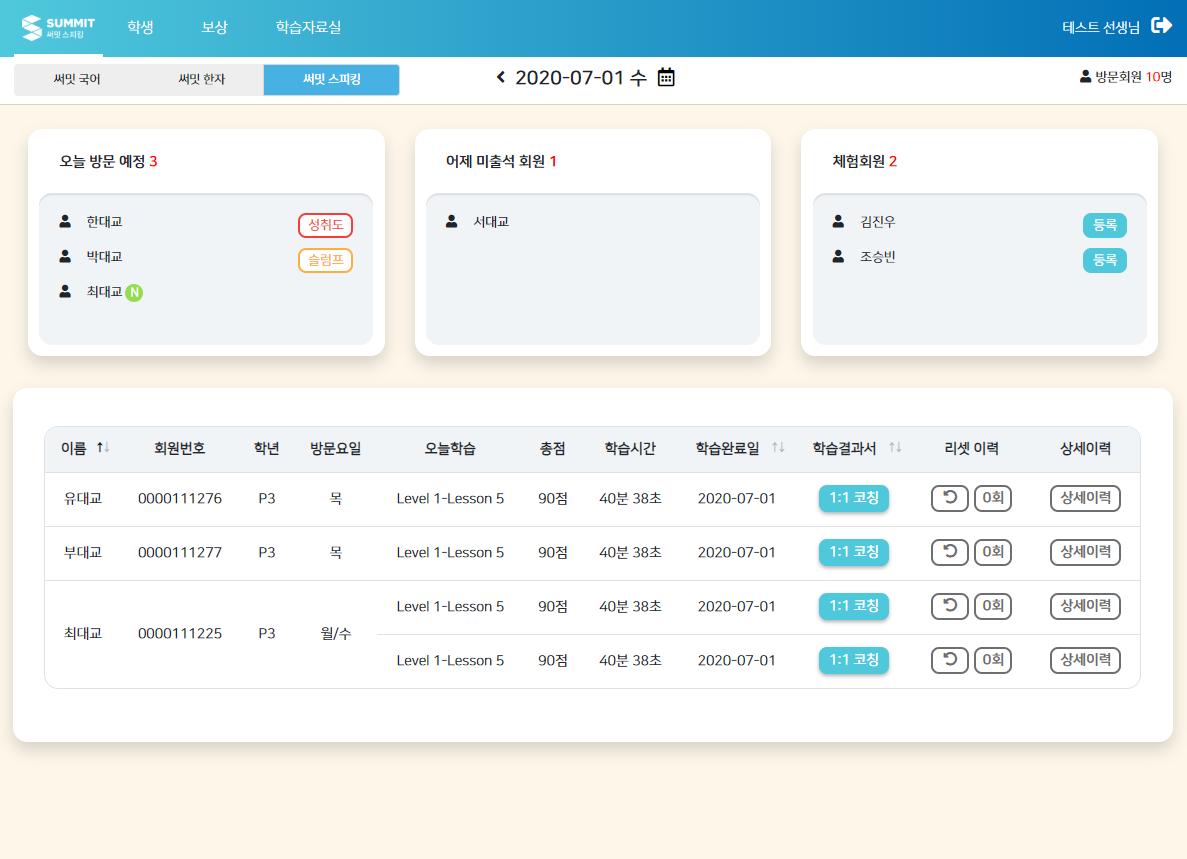 SUMMIT
써밋 스피킹
학생 보상 학습자료실 테스트 선생님
써밋 국어 써밋 한자 써밋 스피킹 2020-07-01 수 방문회원 10명
오늘 방문 예정 3
한대교 성취도
박대교 슬럼프
최대교 N
어제 미출석 회원 1
서대교
체험회원 2
김진우 등록
조승빈 등록
이름 회원번호 학년 방문요일 오늘학습 총점 학습시간 학습완료일 학습결과서 리셋 이력 상세이력
유대교 0000111276 P3 목 Level 1-Lesson 5 90점 40분 38초 2020-07-01 1:1 코칭 0회 상세이력
부대교 0000111277 P3 목 Level 1-Lesson 5 90점 40분 38초 2020-07-01 1:1 코칭 0회 상세이력
최대교 0000111225 P3 월/수 Level 1-Lesson 5 90점 40분 38초 2020-07-01 1:1 코칭 0회 상세이력
Level 1-Lesson 5 90점 40분 38초 2020-07-01 1:1 코칭 0회 상세이력